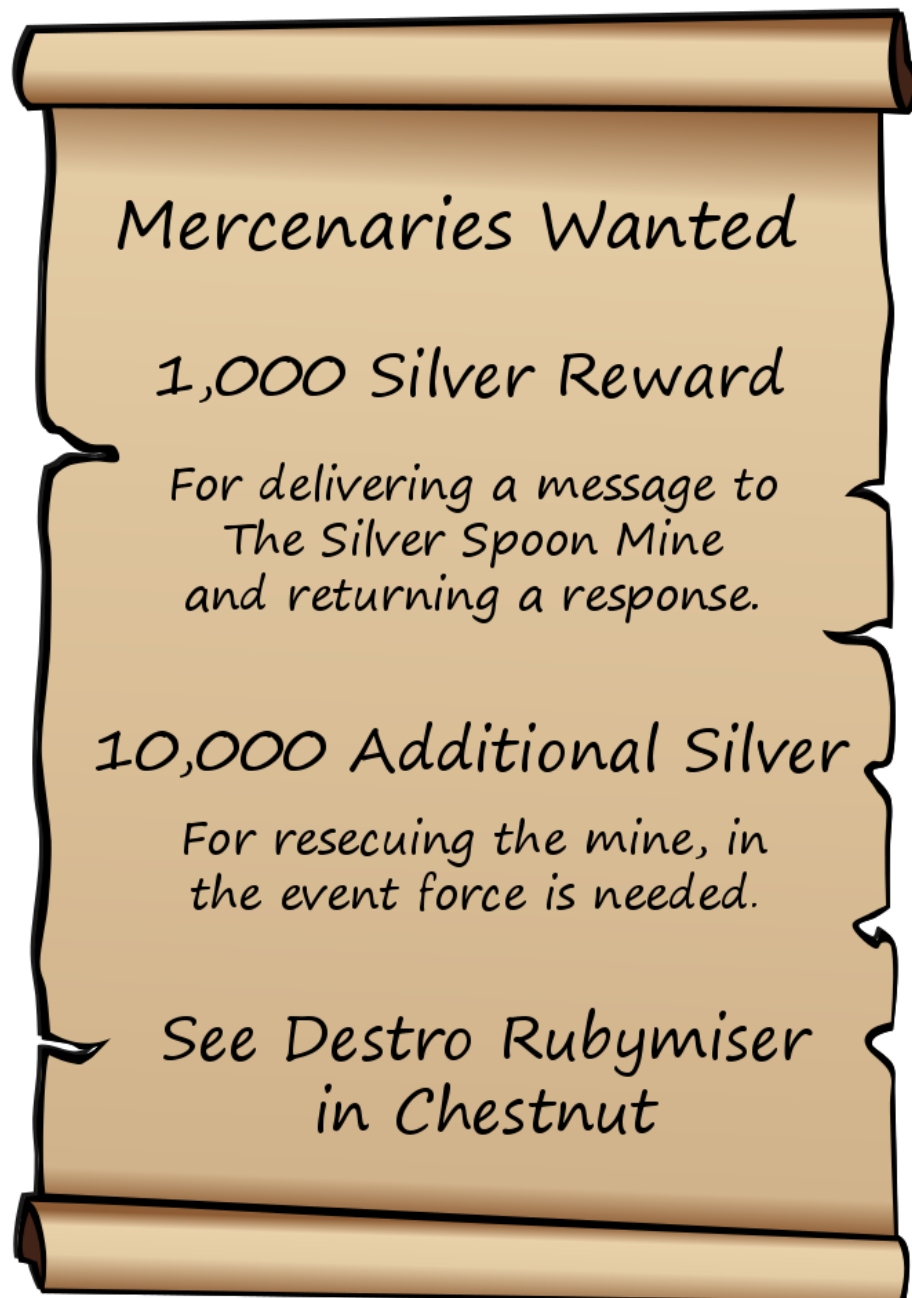 Mercenaries Wanted
1,000 Silver Reward
For delivering a message to
The Silver Spoon Mine
and returning a response.
10,000 Additional Silver
For resecuing the mine, in
the event force is needed.
See Destro Rubymiser
in Chestnut